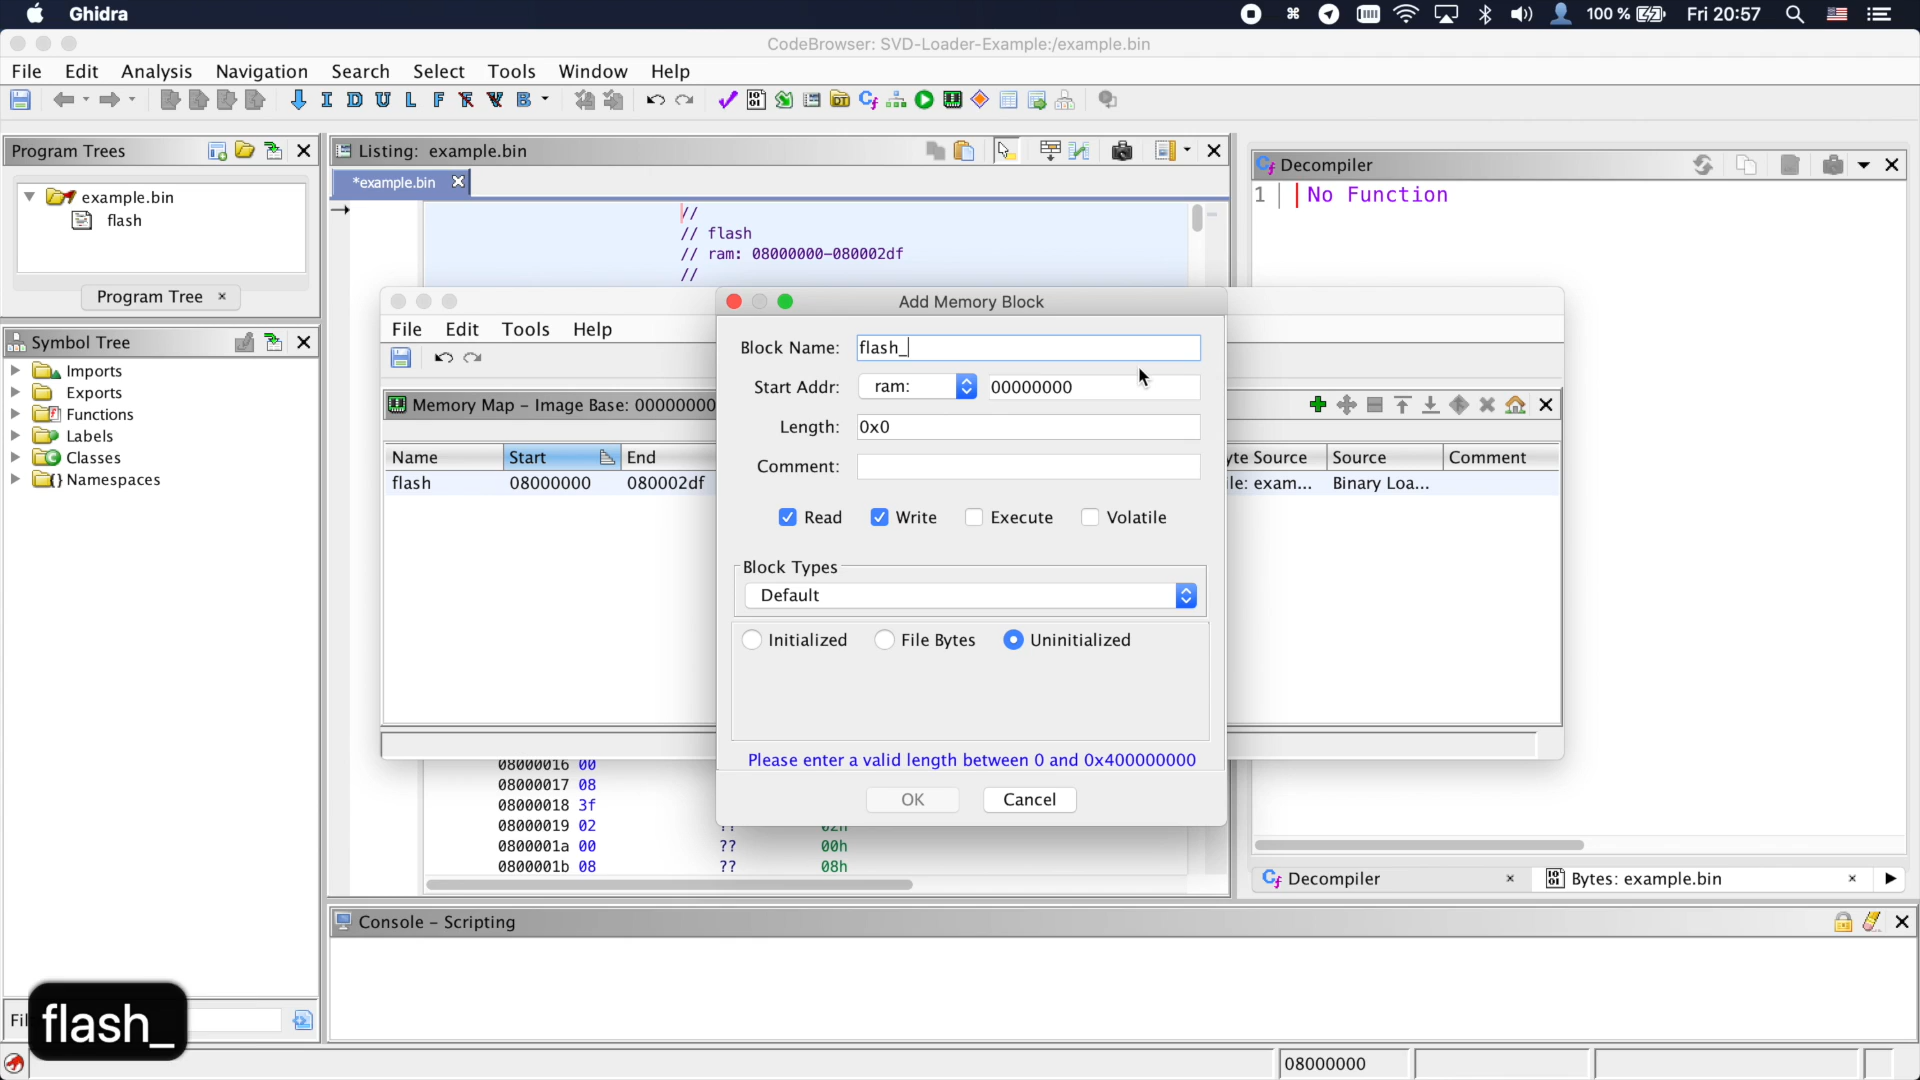 Ghidra
100 %
Fri 20:57
CodeBrowser: SVD-Loader-Example:/example.bin
File Edit Analysis Navigation Search Select Tools Window Help
I D U L F B
Program Trees
example.bin
flash
Program Tree ×
Symbol Tree
Imports
Exports
Functions
Labels
Classes
Namespaces
Listing: example.bin
*example.bin
//
// flash
// ram: 08000000-080002df
//
Decompiler
1 No Function
File Edit Tools Help
Memory Map - Image Base: 00000000
Name Start End yte Source Source Comment
flash 08000000 080002df le: exam... Binary Loa...
Add Memory Block
Block Name: flash_
Start Addr: ram: 00000000
Length: 0x0
Comment:
Read Write Execute Volatile
Block Types
Default
Initialized File Bytes Uninitialized
Please enter a valid length between 0 and 0x400000000
OK Cancel
08000016 00
08000017 08
08000018 3f
08000019 02 ?? 02h
0800001a 00 ?? 00h
0800001b 08 ?? 08h
Decompiler ×
Bytes: example.bin ×
Console - Scripting
Fil
flash_
08000000